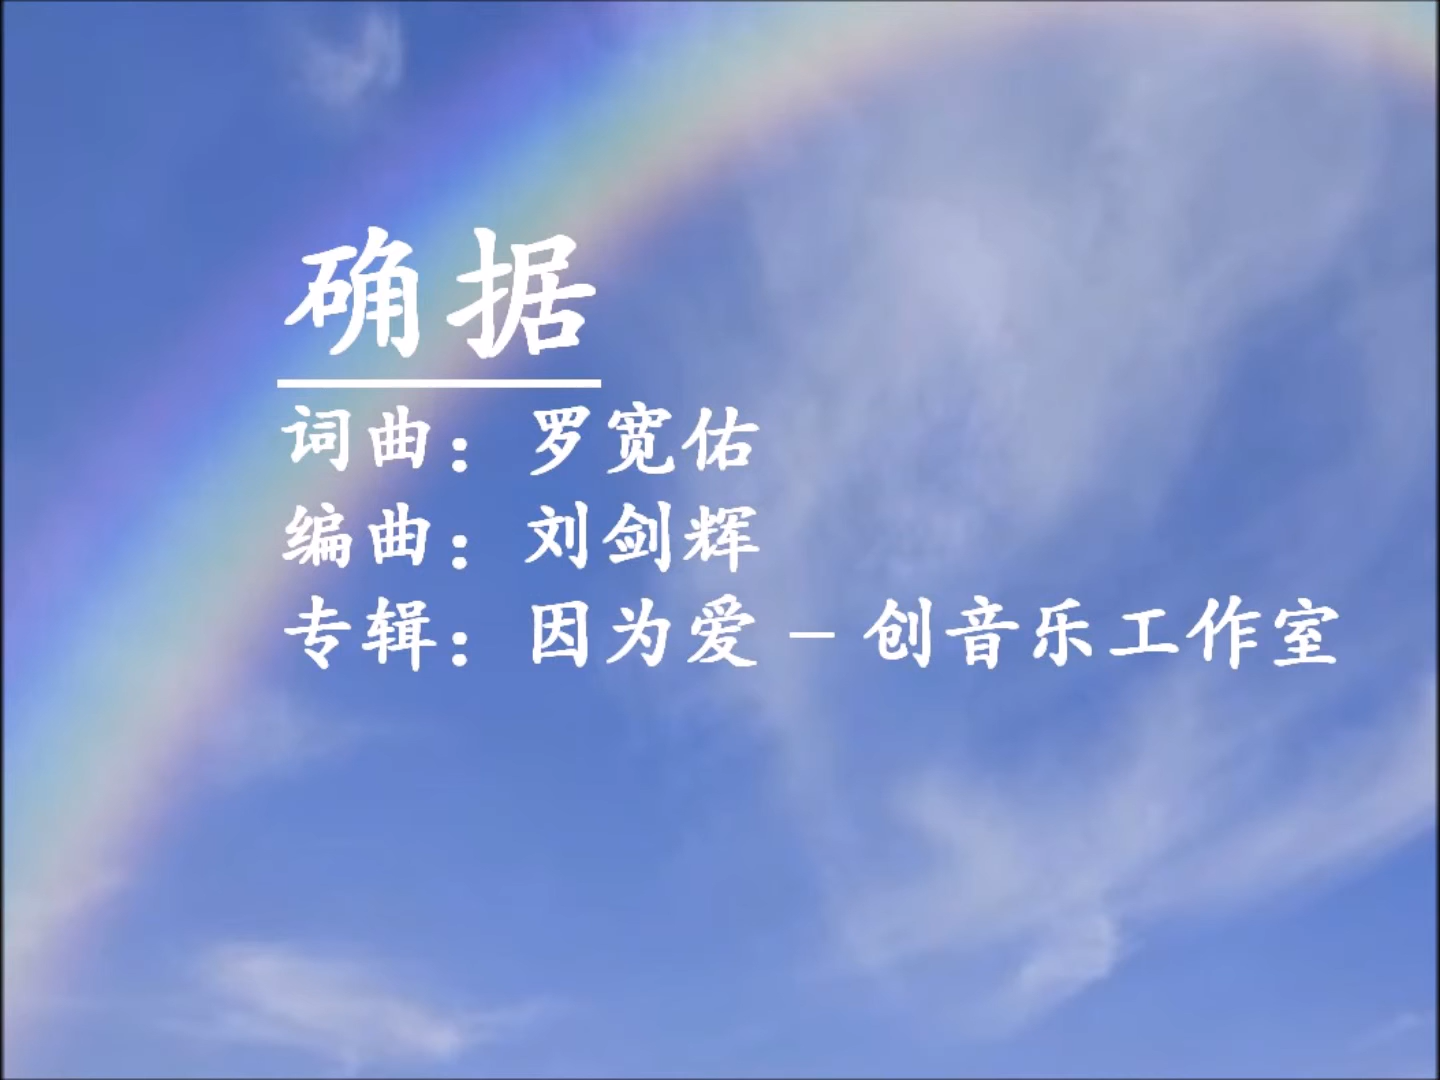 确据
词曲：罗宽佑
编曲：刘剑辉
专辑：因为爱 – 创音乐工作室